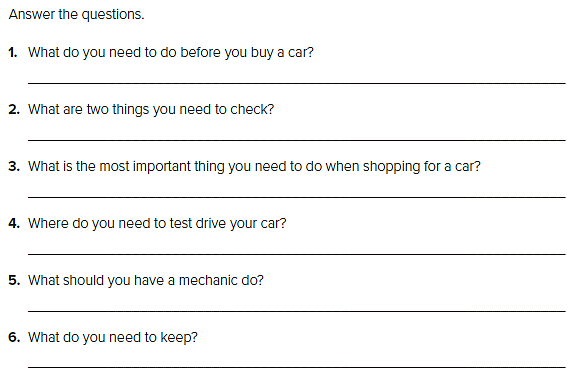 Answer the questions.
1. What do you need to do before you buy a car?
2. What are two things you need to check?
3. What is the most important thing you need to do when shopping for a car?
4. Where do you need to test drive your car?
5. What should you have a mechanic do?
6. What do you need to keep?